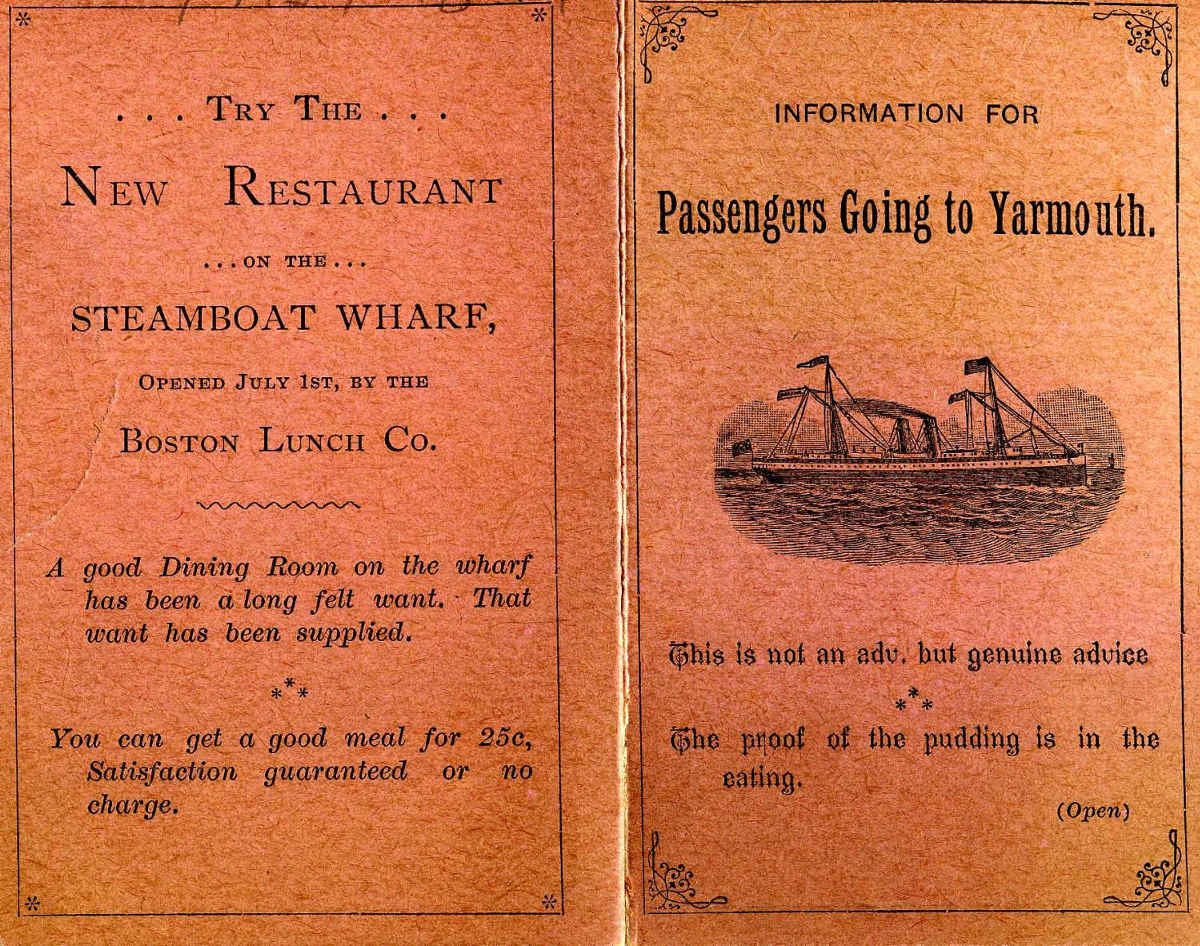 . . . TRY THE . . .
NEW RESTAURANT
. . . ON THE . . .
STEAMBOAT WHARF,
OPENED JULY 1ST, BY THE
BOSTON LUNCH CO.
A good Dining Room on the wharf
has been a long felt want. That
want has been supplied.
***
You can get a good meal for 25c,
Satisfaction guaranteed or no
charge.
INFORMATION FOR
Passengers Going to Yarmouth.
This is not an adv. but genuine advice
***
The proof of the pudding is in the
eating.
(Open)